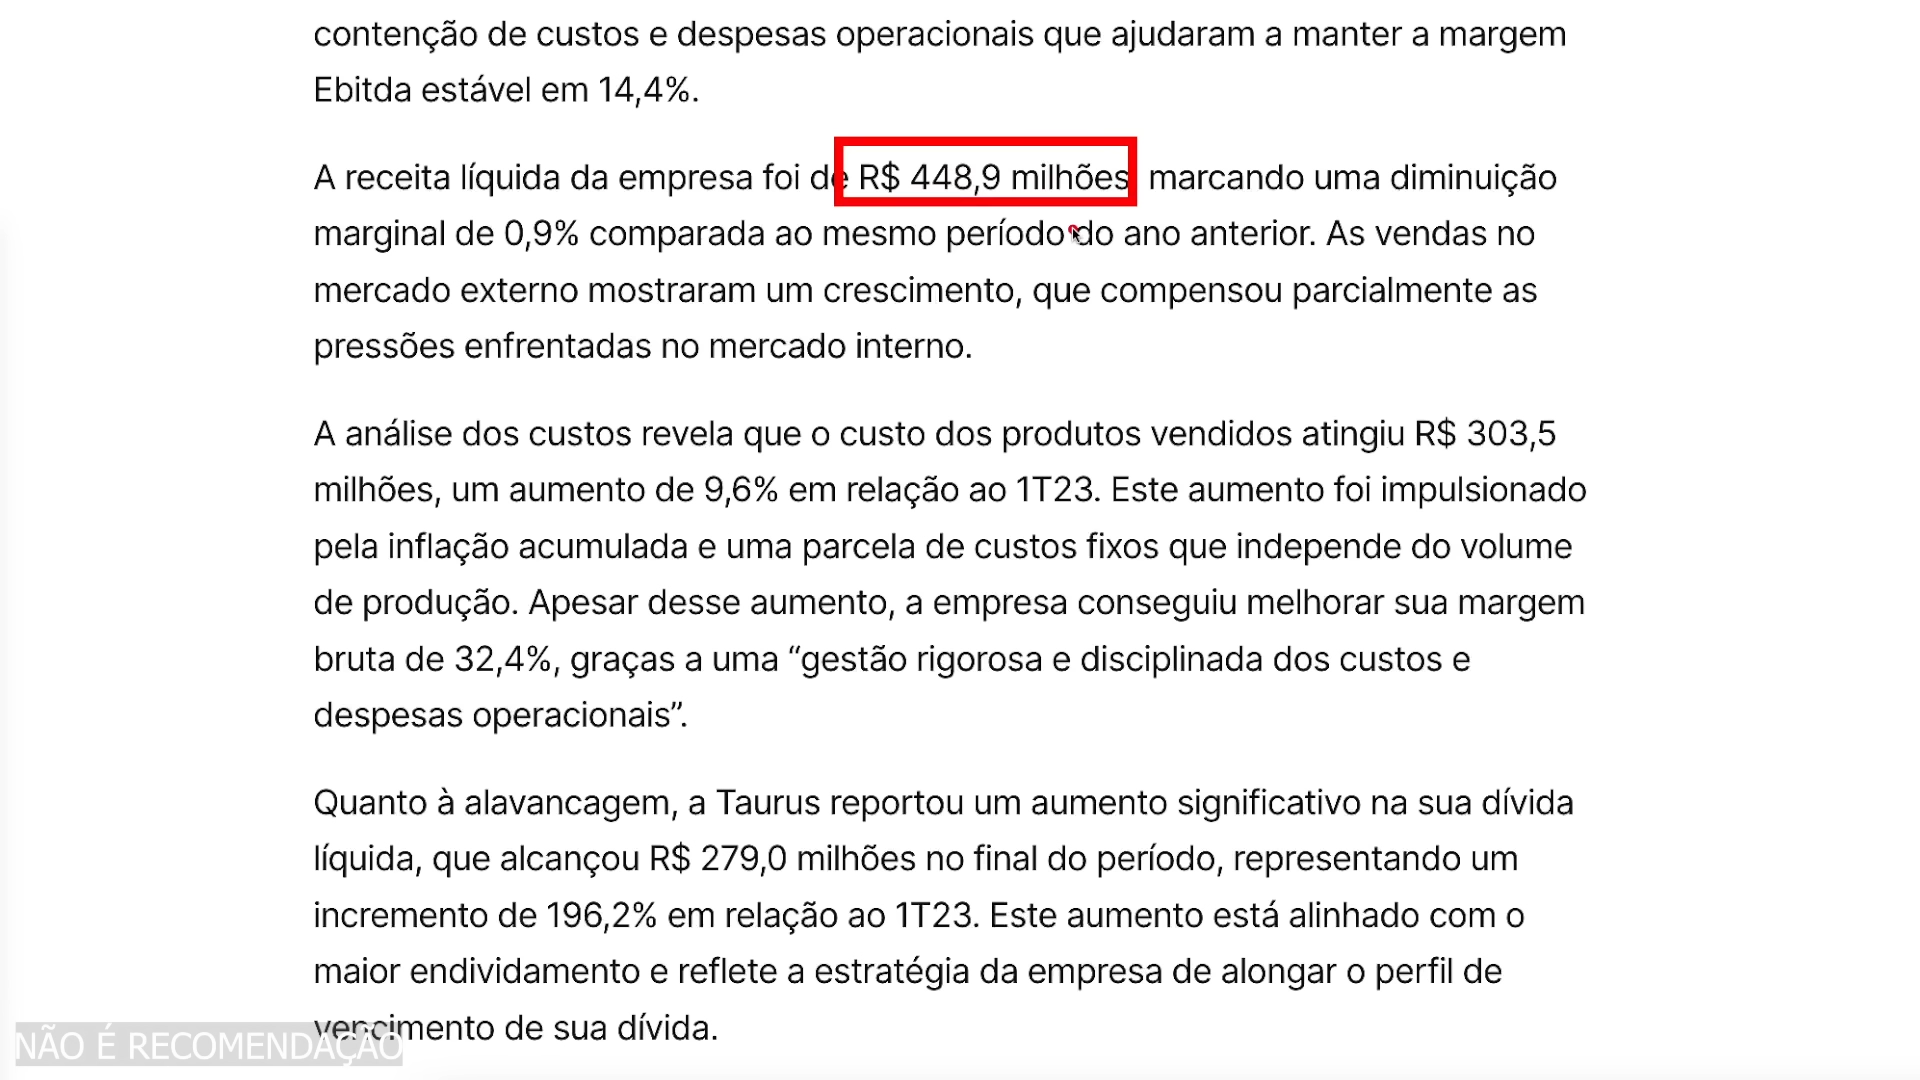 contenção de custos e despesas operacionais que ajudaram a manter a margem
Ebitda estável em 14,4%.
A receita líquida da empresa foi de R$ 448,9 milhões marcando uma diminuição
marginal de 0,9% comparada ao mesmo período do ano anterior. As vendas no
mercado externo mostraram um crescimento, que compensou parcialmente as
pressões enfrentadas no mercado interno.
A análise dos custos revela que o custo dos produtos vendidos atingiu R$ 303,5
milhões, um aumento de 9,6% em relação ao 1T23. Este aumento foi impulsionado
pela inflação acumulada e uma parcela de custos fixos que independe do volume
de produção. Apesar desse aumento, a empresa conseguiu melhorar sua margem
bruta de 32,4%, graças a uma “gestão rigorosa e disciplinada dos custos e
despesas operacionais”.
Quanto à alavancagem, a Taurus reportou um aumento significativo na sua dívida
líquida, que alcançou R$ 279,0 milhões no final do período, representando um
incremento de 196,2% em relação ao 1T23. Este aumento está alinhado com o
maior endividamento e reflete a estratégia da empresa de alongar o perfil de
vencimento de sua dívida.
NÃO É RECOMENDAÇÃO